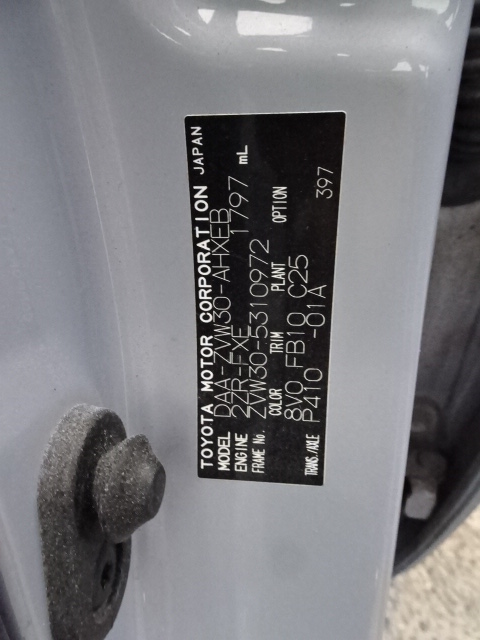 TOYOTA MOTOR CORPORATION JAPAN
MODEL DAA-ZVW30-AHXEB
ENGINE 2ZR-FXE 1797 mL
FRAME No. ZVW30-5310972
COLOR TRIM PLANT OPTION
8V0 FB10 C25
TRANS./AXLE P410 -01A 397